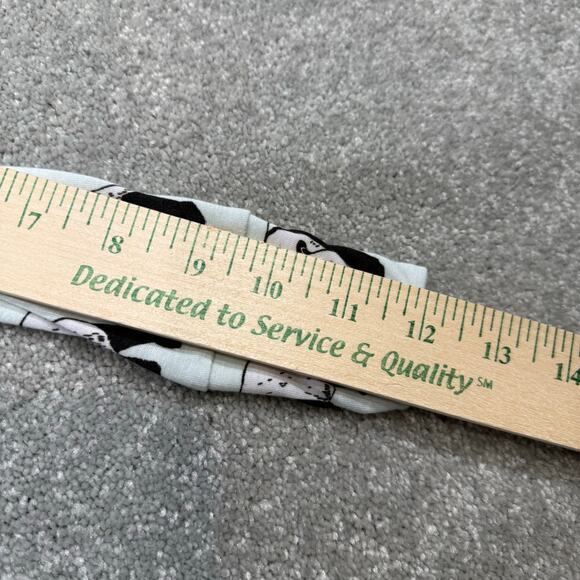 7 8 9 10 11 12 13 14
Dedicated to Service & Quality SM